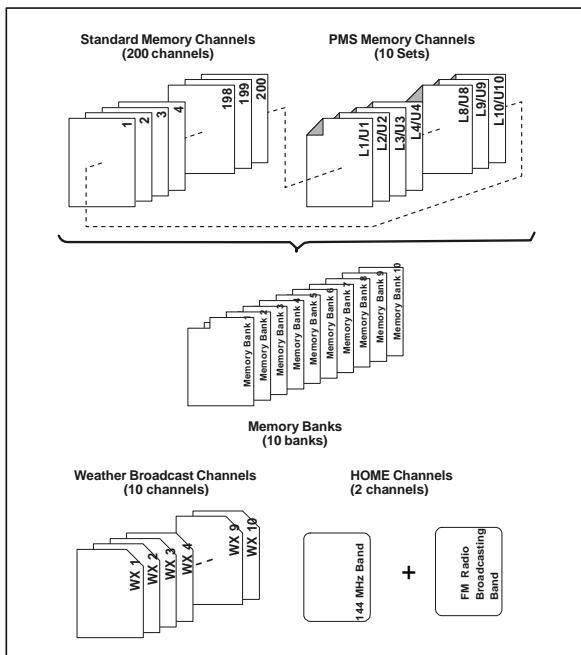 Standard Memory Channels
(200 channels)
PMS Memory Channels
(10 Sets)
1
2
3
4
198
199
200
L1/U1
L2/U2
L3/U3
L4/U4
L8/U8
L9/U9
L10/U10
Memory Bank 1
Memory Bank 2
Memory Bank 3
Memory Bank 4
Memory Bank 5
Memory Bank 6
Memory Bank 7
Memory Bank 8
Memory Bank 9
Memory Bank 10
Memory Banks
(10 banks)
Weather Broadcast Channels
(10 channels)
HOME Channels
(2 channels)
WX 1
WX 2
WX 3
WX 4
WX 9
WX 10
144 MHz Band
+
FM Radio
Broadcasting
Band